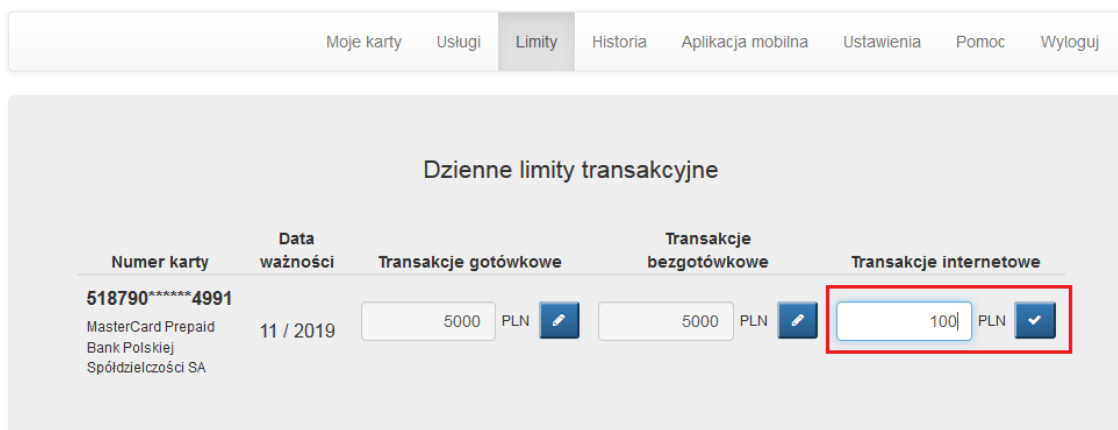 Moje karty Usługi Limity Historia Aplikacja mobilna Ustawienia Pomoc Wyloguj
Dzienne limity transakcyjne
Numer karty
Data
ważności
Transakcje gotówkowe
Transakcje
bezgotówkowe
Transakcje internetowe
518790******4991
MasterCard Prepaid
Bank Polskiej
Spółdzielczości SA
11 / 2019
5000 PLN
5000 PLN
100 PLN